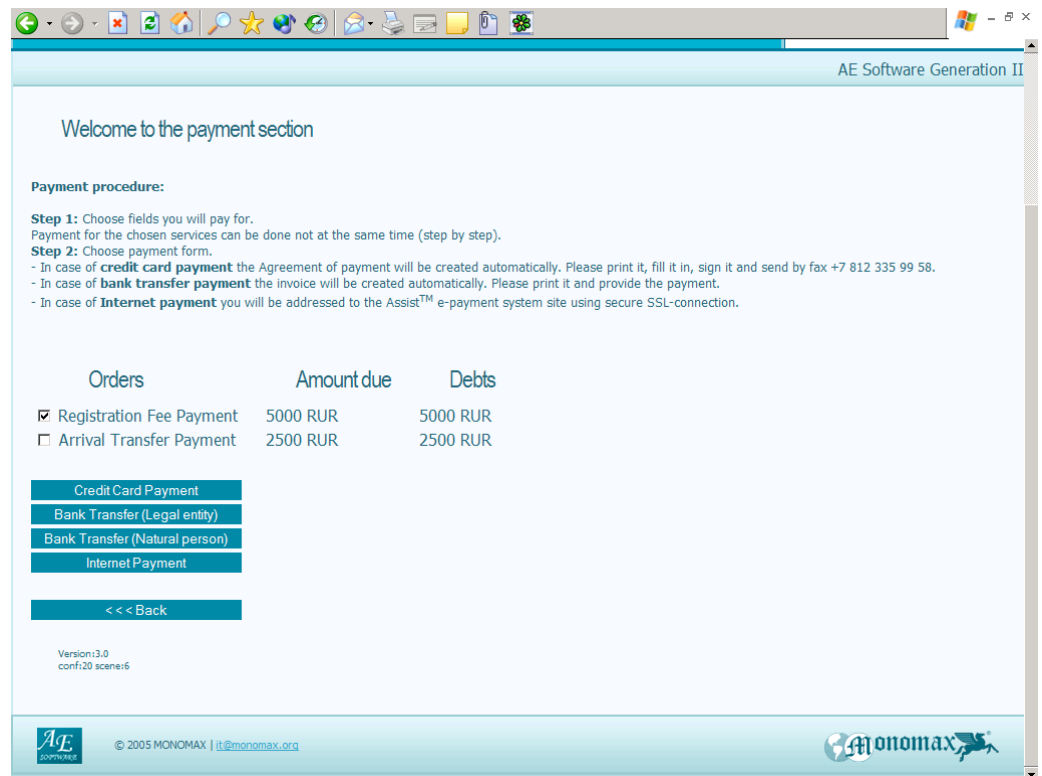 AE Software Generation II
Welcome to the payment section
Payment procedure:
Step 1: Choose fields you will pay for.
Payment for the chosen services can be done not at the same time (step by step).
Step 2: Choose payment form.
- In case of credit card payment the Agreement of payment will be created automatically. Please print it, fill it in, sign it and send by fax +7 812 335 99 58.
- In case of bank transfer payment the invoice will be created automatically. Please print it and provide the payment.
- In case of Internet payment you will be addressed to the Assist™ e-payment system site using secure SSL-connection.
Orders Amount due Debts
Registration Fee Payment 5000 RUR 5000 RUR
Arrival Transfer Payment 2500 RUR 2500 RUR
Credit Card Payment
Bank Transfer (Legal entity)
Bank Transfer (Natural person)
Internet Payment
<<< Back
Version:3.0
conf:20 scene:6
AE SOFTWARE
© 2005 MONOMAX | it@monomax.org
Monomax